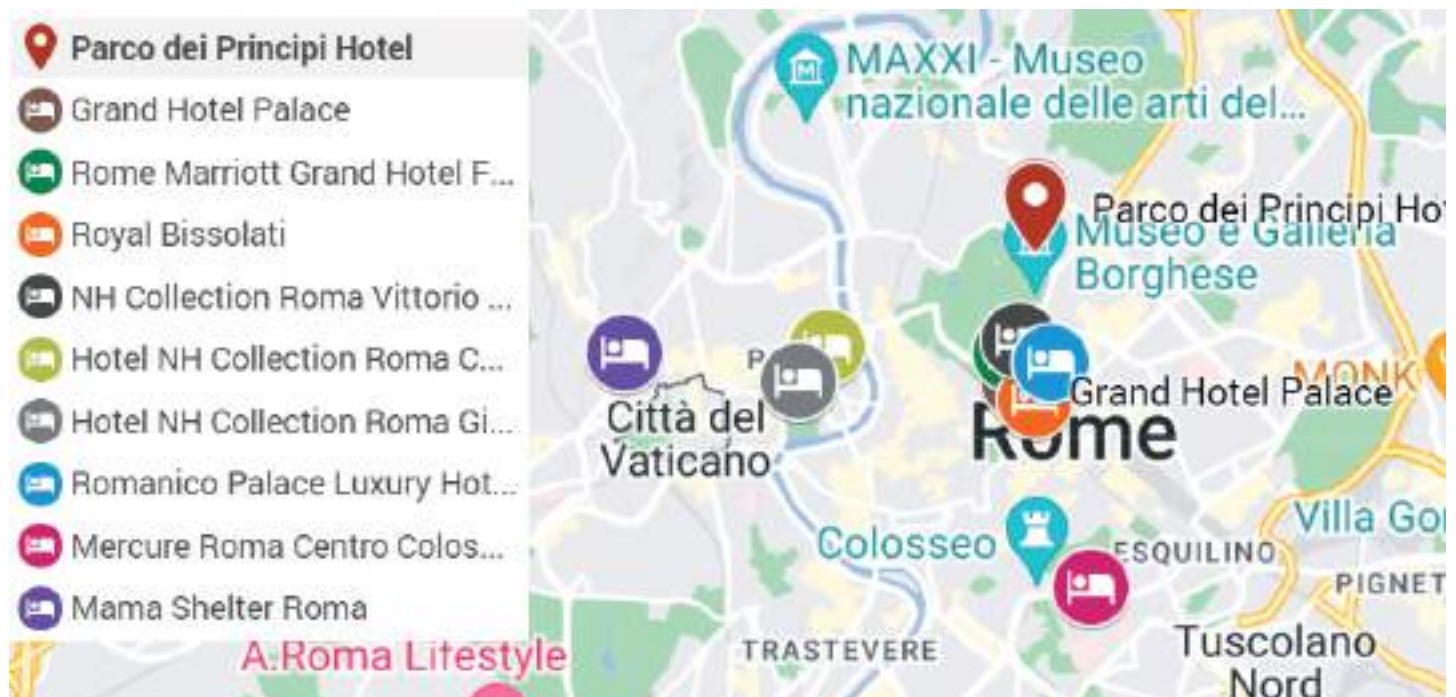 Parco dei Principi Hotel
Grand Hotel Palace
Rome Marriott Grand Hotel F...
Royal Bissolati
NH Collection Roma Vittorio ...
Hotel NH Collection Roma C...
Hotel NH Collection Roma Gi...
Romanico Palace Luxury Hot...
Mercure Roma Centro Colos...
Mama Shelter Roma
A.Roma Lifestyle
MAXXI - Museo
nazionale delle arti del...
Parco dei Principi Ho
Museo e Galleria
Borghese
P
MONK
Grand Hotel Palace
Rome
Città del
Vaticano
Colosseo
Villa Go
ESQUILINO
PIGNET
TRASTEVERE
Tuscolano
Nord